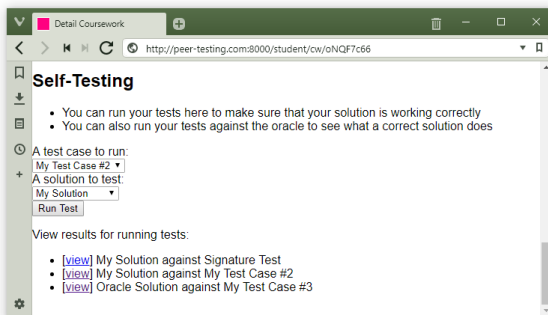 Detail Coursework
http://peer-testing.com:8000/student/cw/oNQF7c66
Self-Testing
You can run your tests here to make sure that your solution is working correctly
You can also run your tests against the oracle to see what a correct solution does
A test case to run:
My Test Case #2
A solution to test:
My Solution
Run Test
View results for running tests:
[view] My Solution against Signature Test
[view] My Solution against My Test Case #2
[view] Oracle Solution against My Test Case #3